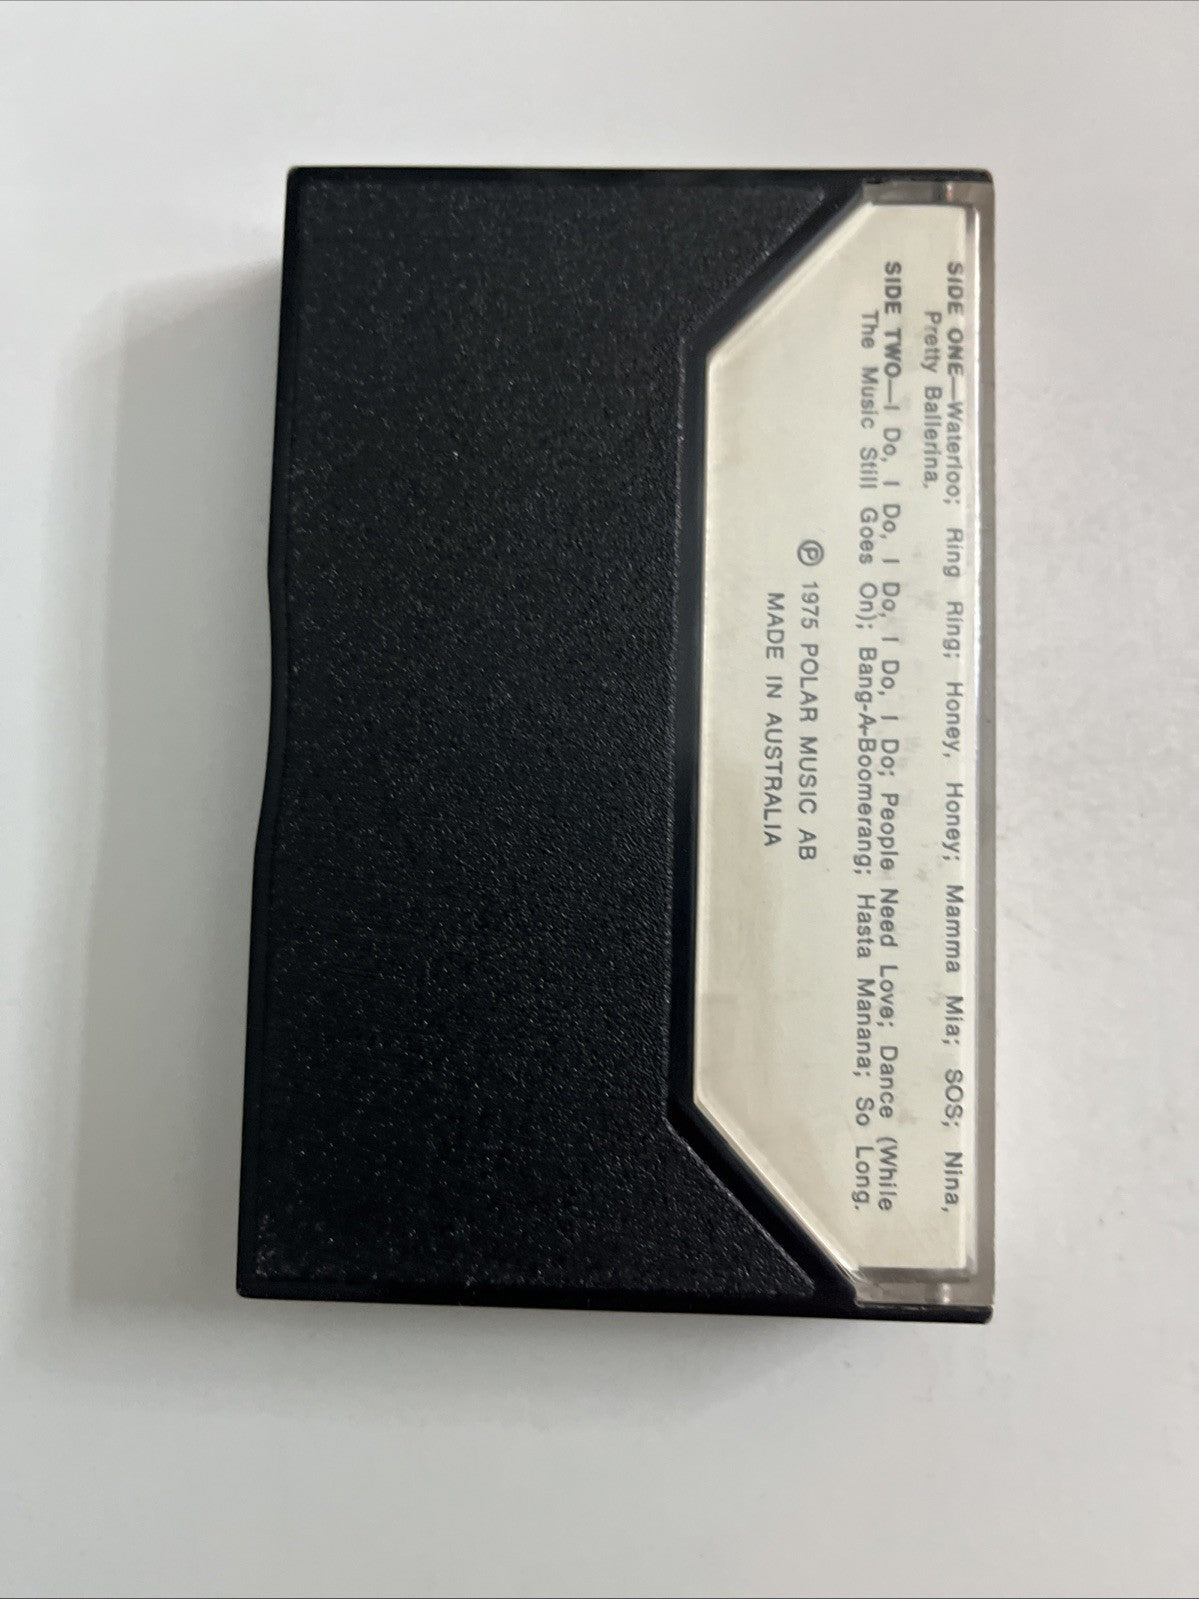 SIDE ONE—Waterloo; Ring Ring; Honey, Honey; Mamma Mia; SOS; Nina,
Pretty Ballerina.
SIDE TWO—I Do, I Do, I Do, I Do, I Do; People Need Love; Dance (While
The Music Still Goes On); Bang-A-Boomerang; Hasta Manana; So Long.
℗ 1975 POLAR MUSIC AB
MADE IN AUSTRALIA